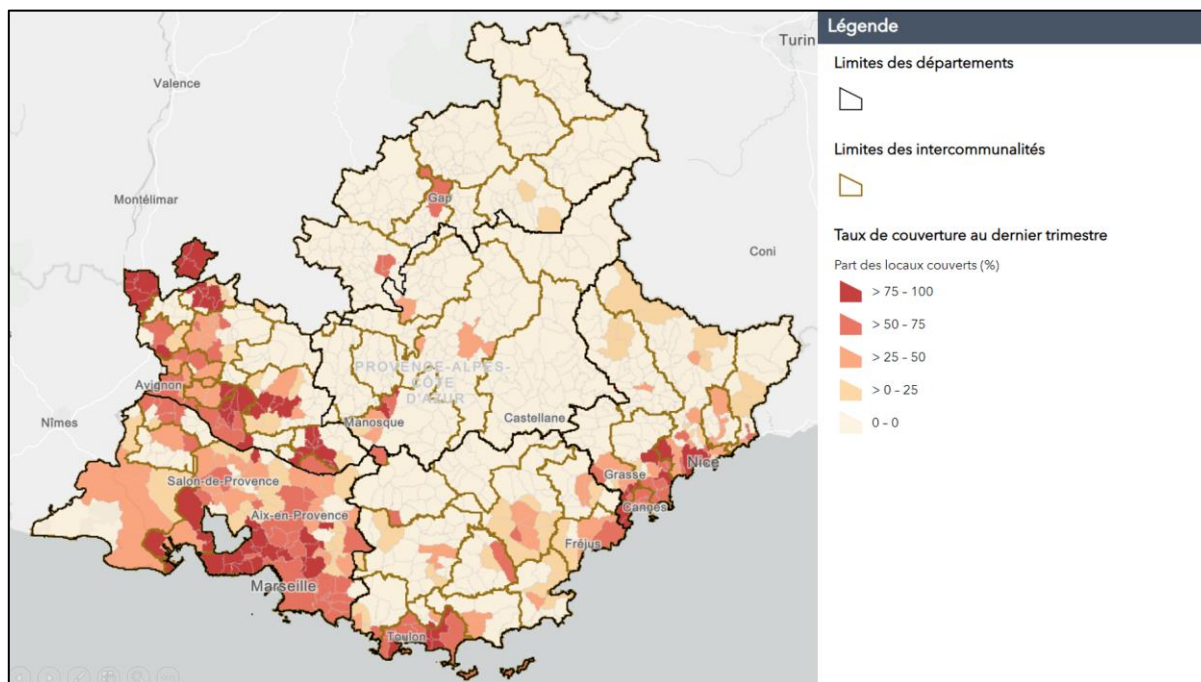 Turin
Valence
Montélimar
Gap
Coni
PROVENCE-ALPES-
CÔTE
D'AZUR
Avignon
Nîmes
Manosque
Castellane
Salon-de-Provence
Grasse
Nice
Cannes
Aix-en-Provence
Fréjus
Marseille
Toulon
Légende
Limites des départements
Limites des intercommunalités
Taux de couverture au dernier trimestre
Part des locaux couverts (%)
> 75 - 100
> 50 - 75
> 25 - 50
> 0 - 25
0 - 0